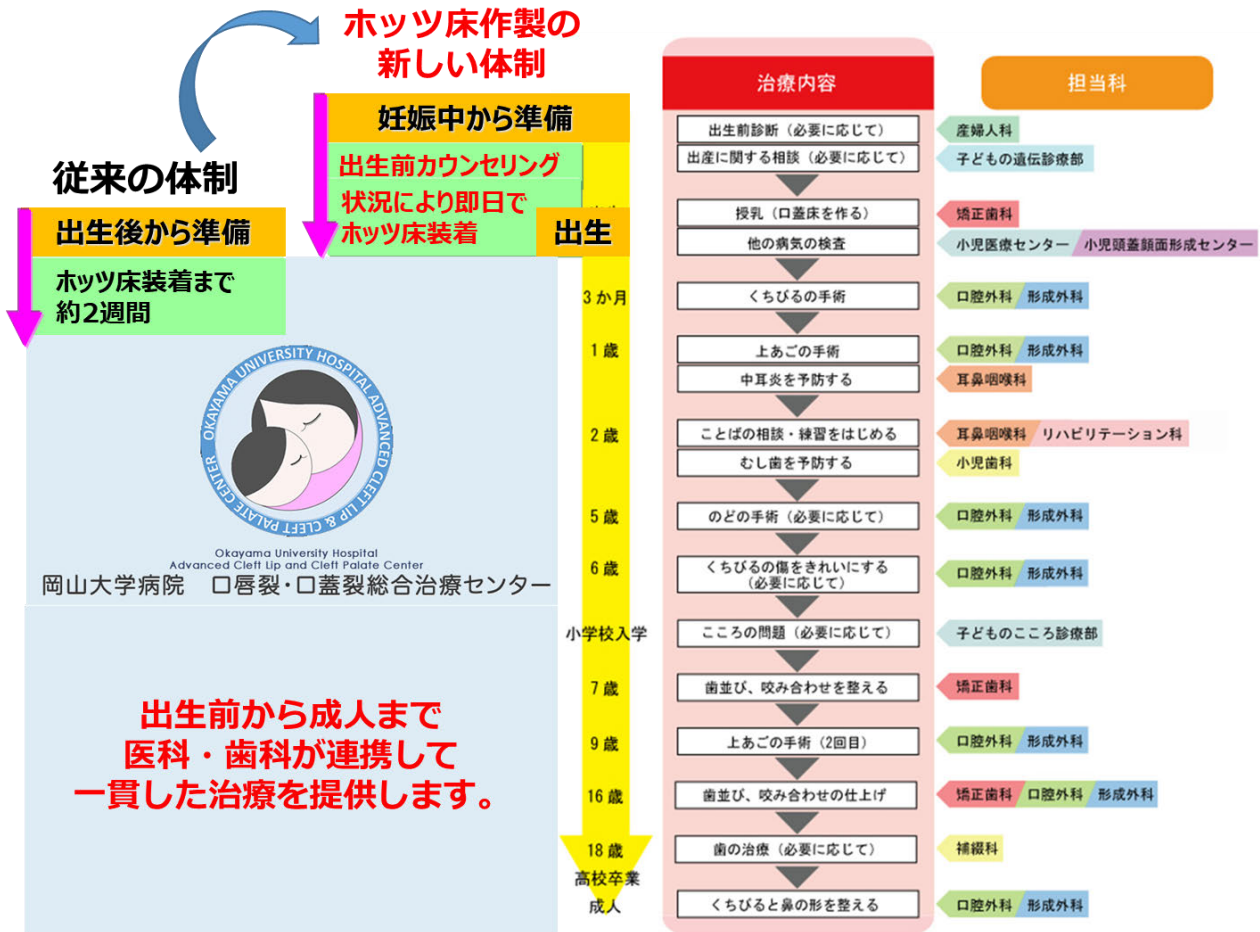 ホッツ床作製の
新しい体制
従来の体制
妊娠中から準備
出生前カウンセリング
状況により即日で
ホッツ床装着
出生
出生後から準備
ホッツ床装着まで
約2週間
OKAYAMA UNIVERSITY HOSPITAL ADVANCED CLEFT LIP & CLEFT PALATE CENTER
Okayama University Hospital
Advanced Cleft Lip and Cleft Palate Center
岡山大学病院 口唇裂・口蓋裂総合治療センター
出生前から成人まで
医科・歯科が連携して
一貫した治療を提供します。
治療内容 担当科
出生前診断（必要に応じて） 産婦人科
出産に関する相談（必要に応じて） 子どもの遺伝診療部
授乳（口蓋床を作る） 矯正歯科
他の病気の検査 小児医療センター 小児頭蓋顔面形成センター
3か月 くちびるの手術 口腔外科 形成外科
1歳 上あごの手術 口腔外科 形成外科
中耳炎を予防する 耳鼻咽喉科
2歳 ことばの相談・練習をはじめる 耳鼻咽喉科 リハビリテーション科
むし歯を予防する 小児歯科
5歳 のどの手術（必要に応じて） 口腔外科 形成外科
6歳 くちびるの傷をきれいにする 口腔外科 形成外科
（必要に応じて）
小学校入学 こころの問題（必要に応じて） 子どものこころ診療部
7歳 歯並び、咬み合わせを整える 矯正歯科
9歳 上あごの手術（2回目） 口腔外科 形成外科
16歳 歯並び、咬み合わせの仕上げ 矯正歯科 口腔外科 形成外科
18歳 歯の治療（必要に応じて） 補綴科
高校卒業
成人 くちびると鼻の形を整える 口腔外科 形成外科